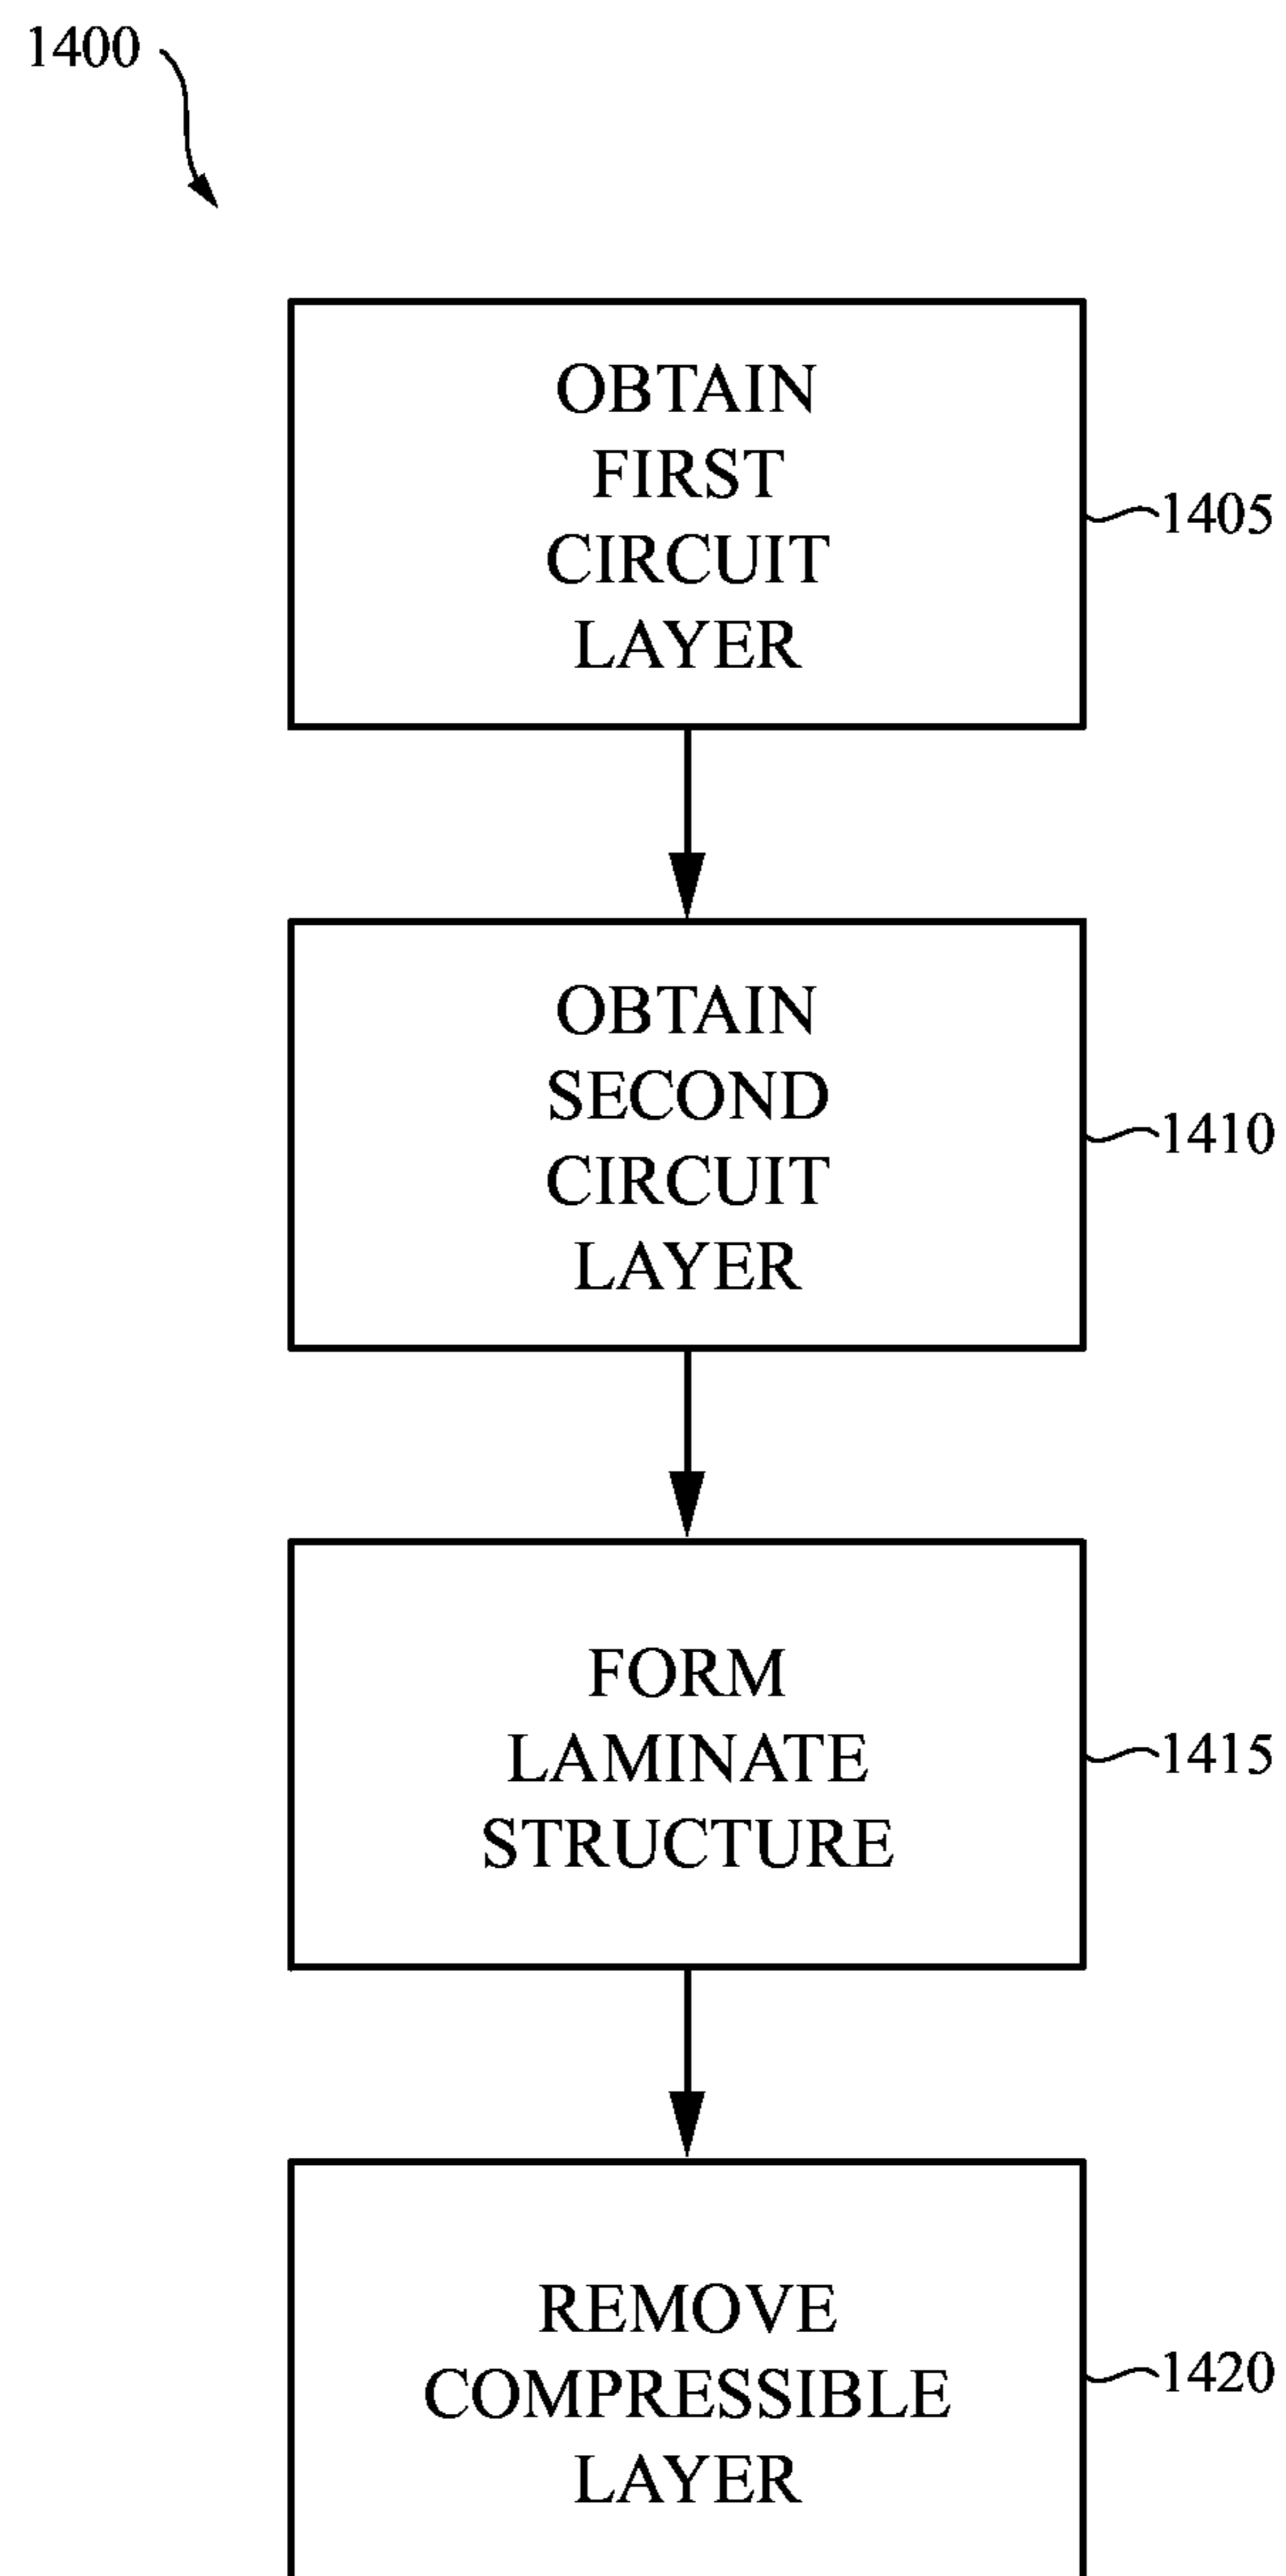 1400
OBTAIN
FIRST
CIRCUIT
LAYER
1405
OBTAIN
SECOND
CIRCUIT
LAYER
1410
FORM
LAMINATE
STRUCTURE
1415
REMOVE
COMPRESSIBLE
LAYER
1420